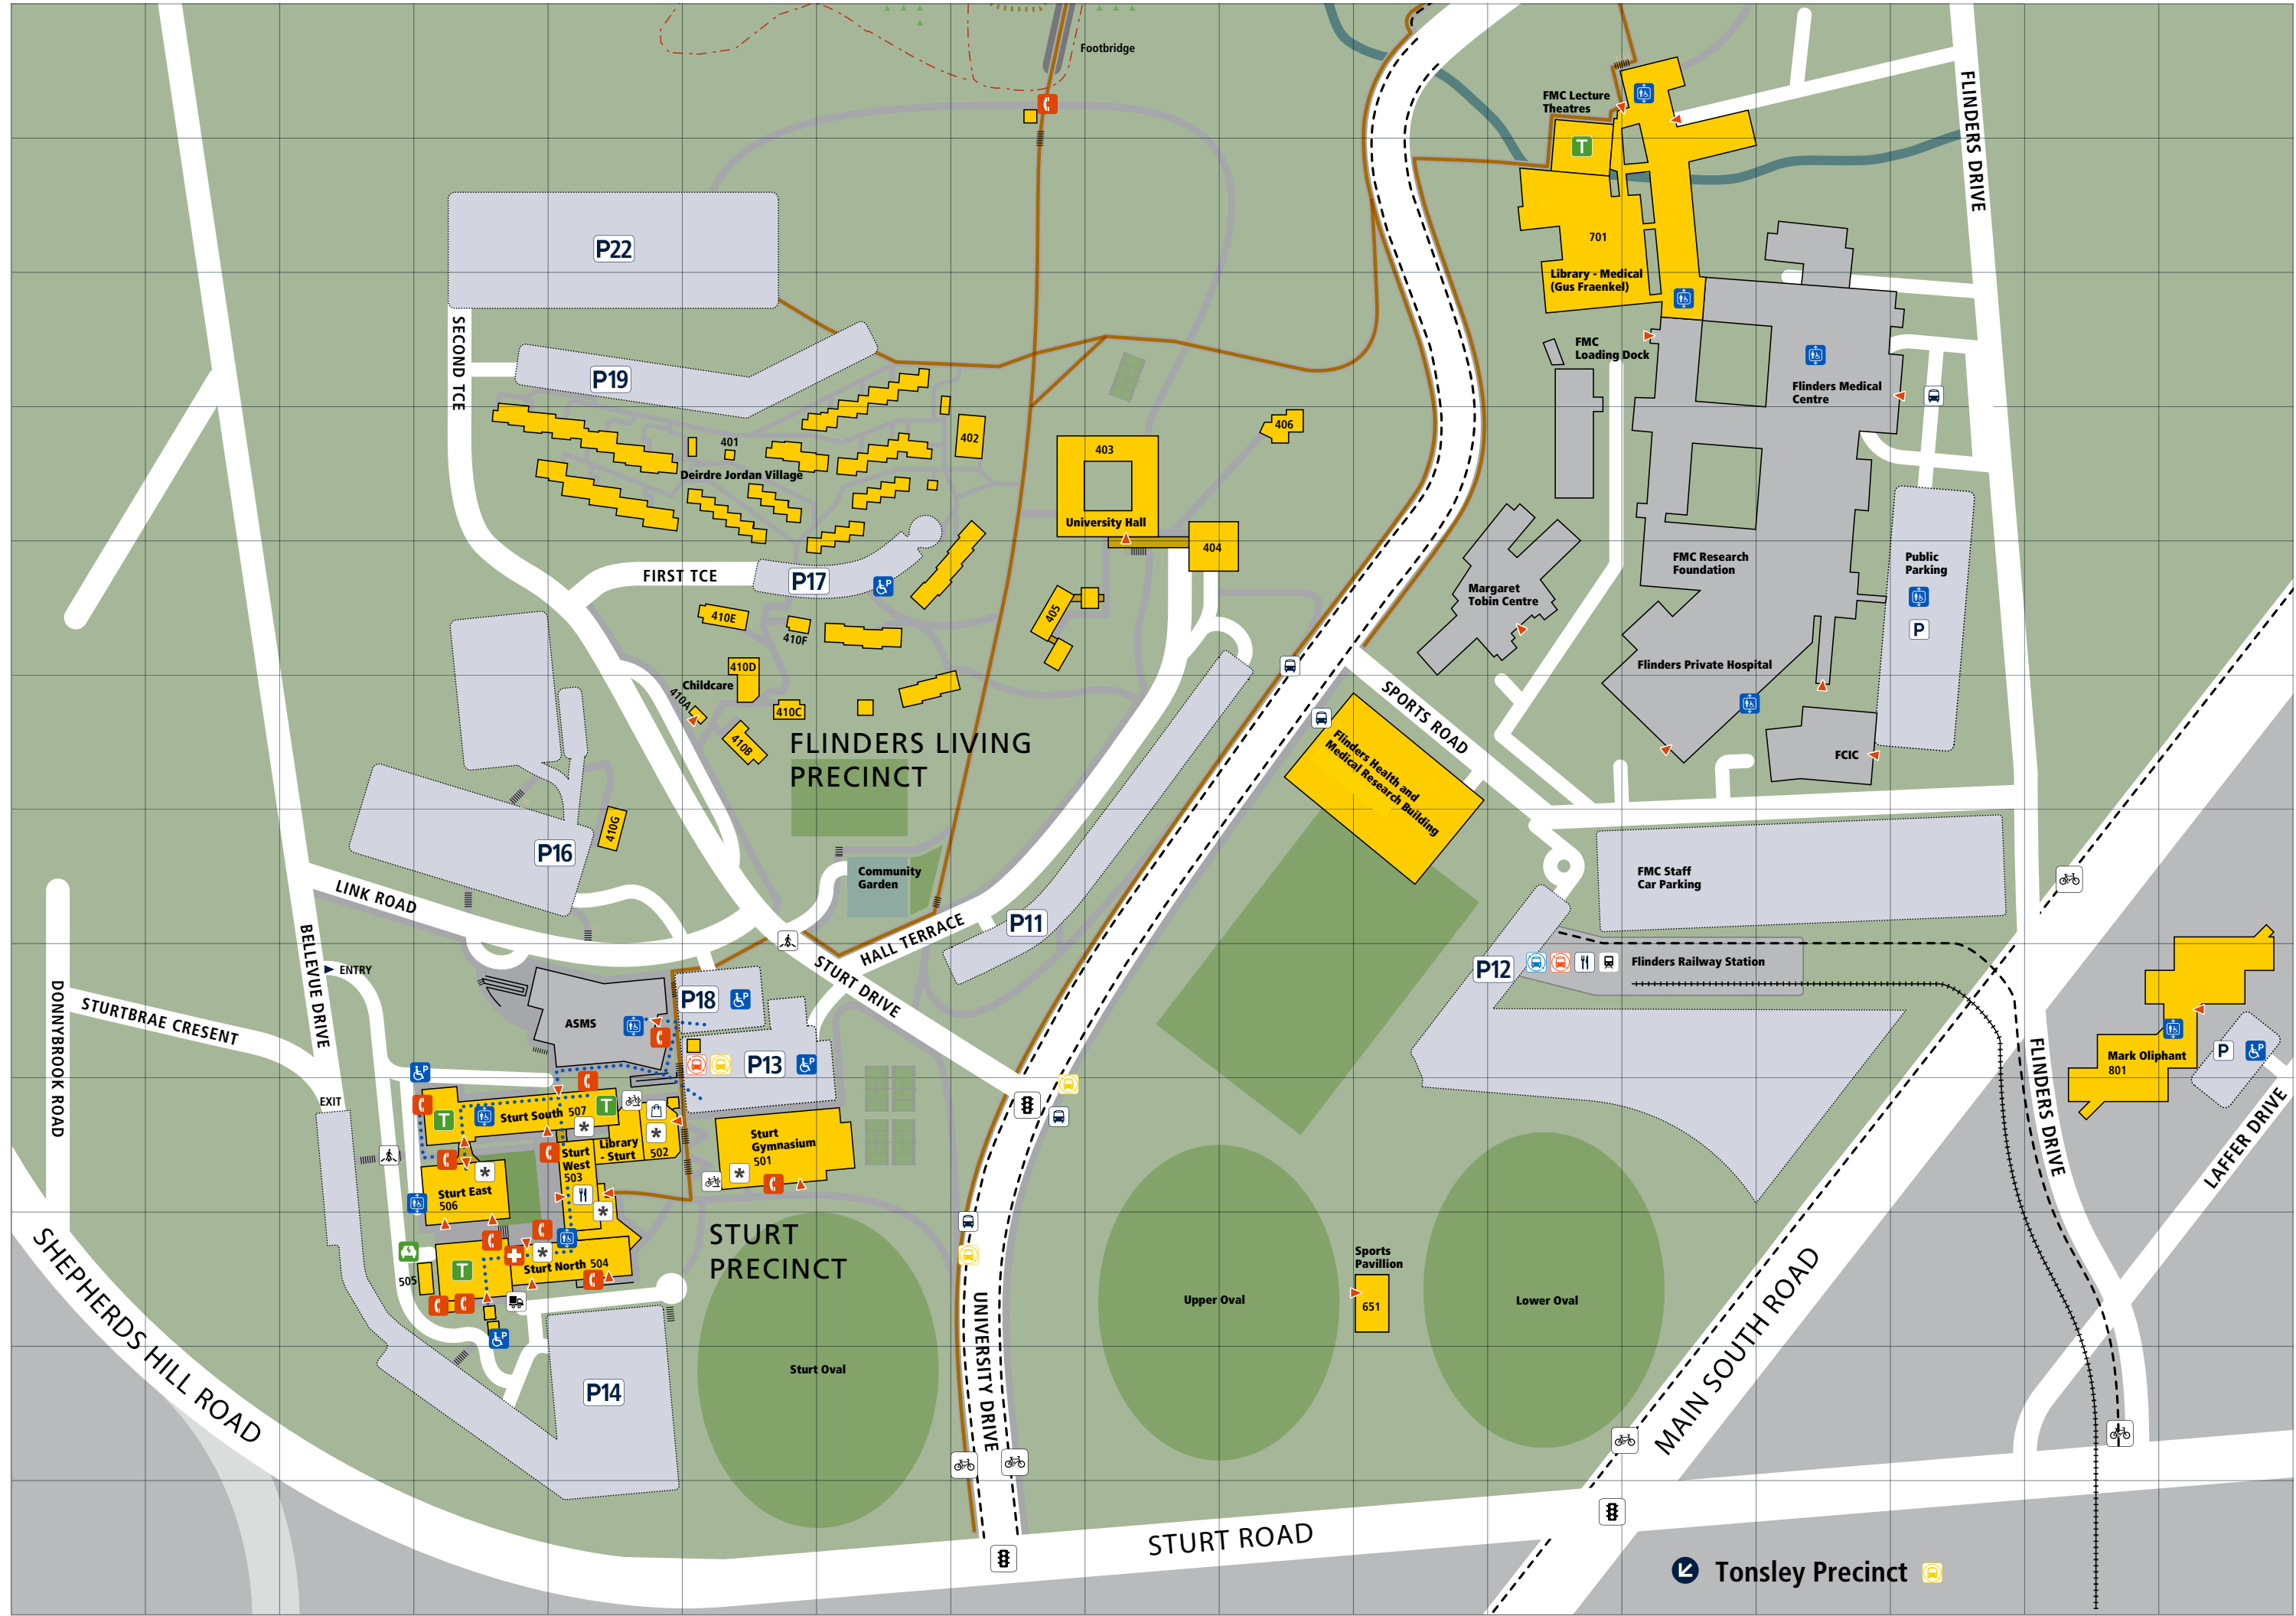 Footbridge
FMC Lecture
Theatres
T
FLINDERS DRIVE
P22
701
Library - Medical
(Gus Fraenkel)
SECOND TCE
P19
FMC
Loading Dock
Flinders Medical
Centre
401
402
403
406
Deirdre Jordan Village
University Hall
404
FIRST TCE
P17
P
FMC Research
Foundation
Public
Parking
P
Margaret
Tobin Centre
410E
410F
405
410D
Childcare
410A
410C
410B
Flinders Private Hospital
SPORTS ROAD
FLINDERS LIVING
PRECINCT
Flinders Health and
Medical Research Building
FCIC
410G
P16
Community
Garden
FMC Staff
Car Parking
LINK ROAD
HALL TERRACE
P11
BELLEVUE DRIVE
ENTRY
STURT DRIVE
P12
Flinders Railway Station
DONNYBROOK ROAD
STURTBRAE CRESENT
ASMS
P18
P
P13
P
Mark Oliphant
801
P
P
FLINDERS DRIVE
LAFFER DRIVE
P
EXIT
T
Sturt South 507
T
*
Library
- Sturt
502
*
Sturt
West
503
*
Sturt
Gymnasium
501
*
Sturt East
506
*
STURT
PRECINCT
SHEPHERDS HILL ROAD
505
T
*
Sturt North 504
P
P14
Sturt Oval
UNIVERSITY DRIVE
Upper Oval
Sports
Pavillion
651
Lower Oval
MAIN SOUTH ROAD
STURT ROAD
Tonsley Precinct